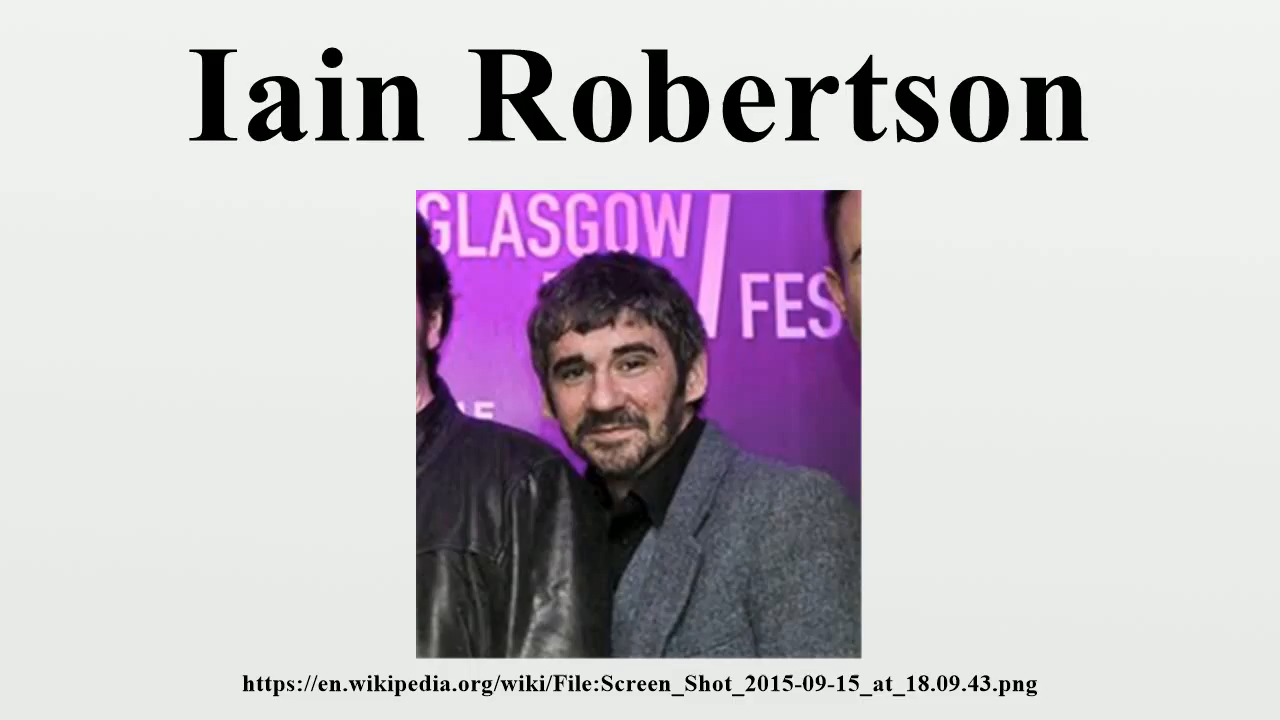 Iain Robertson
GLASGOW
FES
https://en.wikipedia.org/wiki/File:Screen_Shot_2015-09-15_at_18.09.43.png